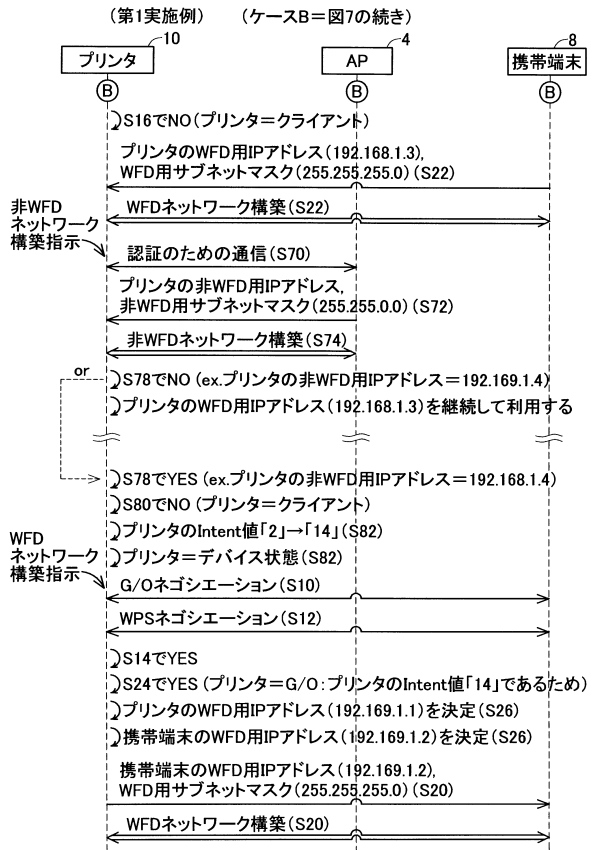 (第1実施例) (ケースB=図7の続き)
10
4
8
プリンタ
AP
携帯端末
B
B
B
S16でNO(プリンタ=クライアント)
プリンタのWFD用IPアドレス(192.168.1.3),
WFD用サブネットマスク(255.255.255.0)(S22)
WFDネットワーク構築(S22)
非WFD
ネットワーク
構築指示
認証のための通信(S70)
プリンタの非WFD用IPアドレス,
非WFD用サブネットマスク(255.255.0.0)(S72)
非WFDネットワーク構築(S74)
or
S78でNO(ex.プリンタの非WFD用IPアドレス=192.169.1.4)
プリンタのWFD用IPアドレス(192.168.1.3)を継続して利用する
S78でYES(ex.プリンタの非WFD用IPアドレス=192.168.1.4)
S80でNO(プリンタ=クライアント)
プリンタのIntent値「2」→「14」(S82)
プリンタ=デバイス状態(S82)
WFD
ネットワーク
構築指示
G/Oネゴシエーション(S10)
WPSネゴシエーション(S12)
S14でYES
S24でYES(プリンタ=G/O:プリンタのIntent値「14」であるため)
プリンタのWFD用IPアドレス(192.169.1.1)を決定(S26)
携帯端末のWFD用IPアドレス(192.169.1.2)を決定(S26)
携帯端末のWFD用IPアドレス(192.169.1.2),
WFD用サブネットマスク(255.255.255.0)(S20)
WFDネットワーク構築(S20)